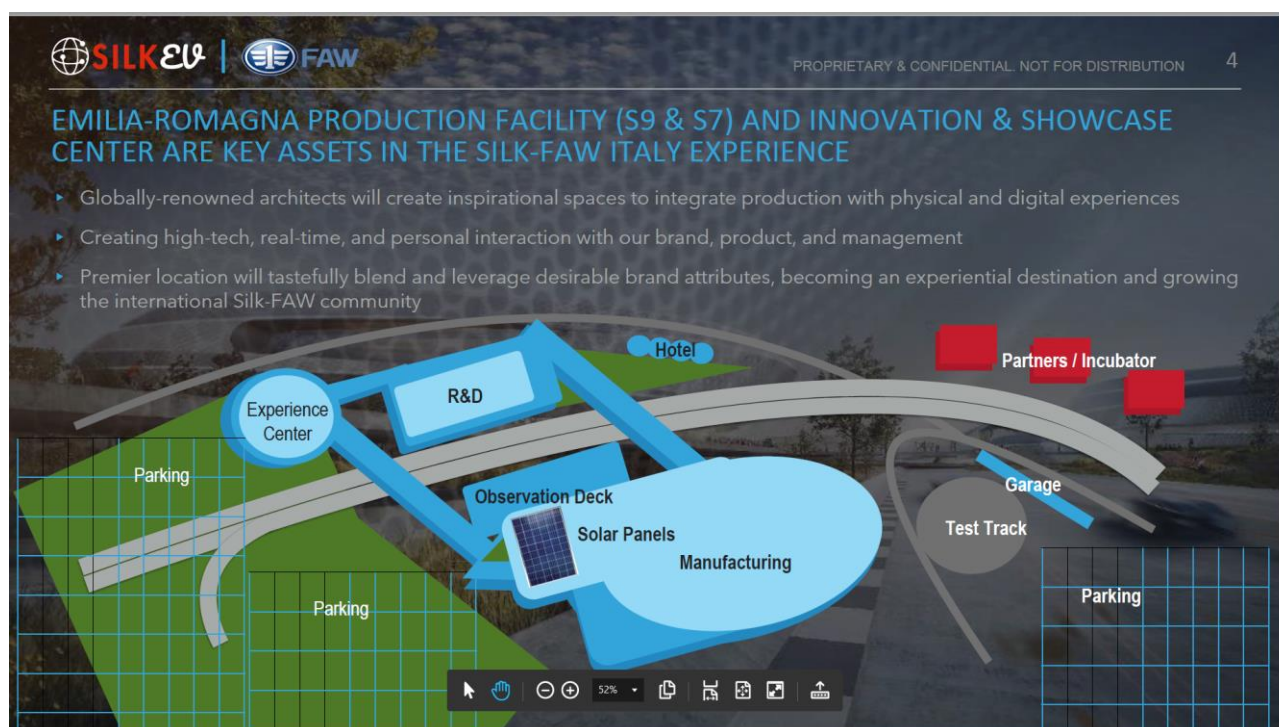 SILKEV | FAW
PROPRIETARY & CONFIDENTIAL. NOT FOR DISTRIBUTION 4
EMILIA-ROMAGNA PRODUCTION FACILITY (S9 & S7) AND INNOVATION & SHOWCASE
CENTER ARE KEY ASSETS IN THE SILK-FAW ITALY EXPERIENCE
Globally-renowned architects will create inspirational spaces to integrate production with physical and digital experiences
Creating high-tech, real-time, and personal interaction with our brand, product, and management
Premier location will tastefully blend and leverage desirable brand attributes, becoming an experiential destination and growing
the international Silk-FAW community
Hotel
Partners / Incubator
R&D
Experience
Center
Parking
Observation Deck
Garage
Solar Panels
Test Track
Manufacturing
Parking
Parking
52%